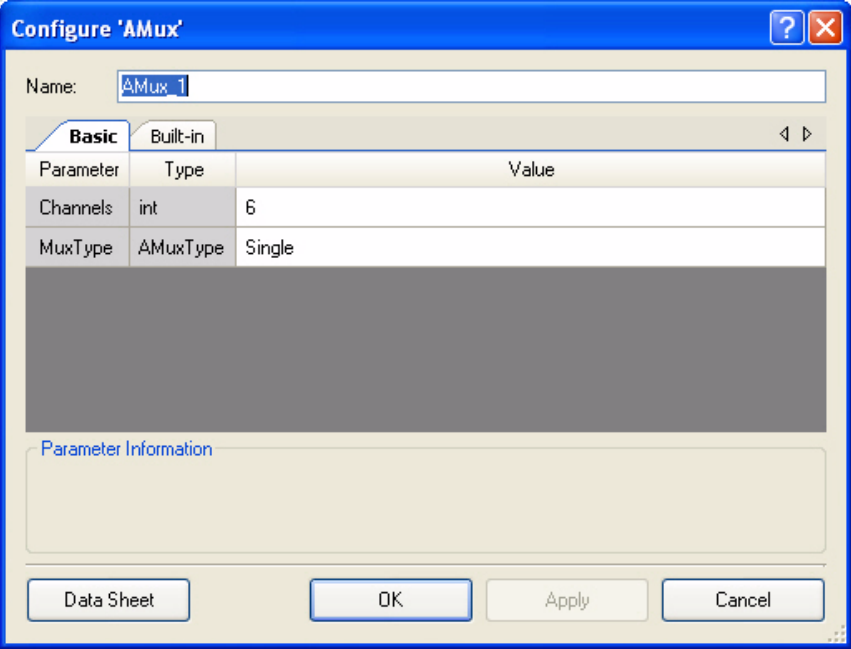 Configure 'AMux'
Name: AMux_1
Basic Built-in
Parameter Type Value
Channels int 6
MuxType AMuxType Single
Parameter Information
Data Sheet OK Apply Cancel